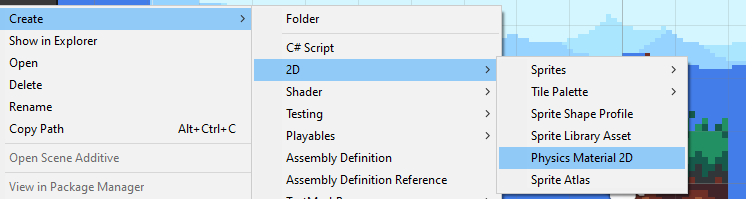 Create
Show in Explorer
Open
Delete
Rename
Copy Path Alt+Ctrl+C
Open Scene Additive
View in Package Manager
Folder
C# Script
2D
Shader
Testing
Playables
Assembly Definition
Assembly Definition Reference
Sprites
Tile Palette
Sprite Shape Profile
Sprite Library Asset
Physics Material 2D
Sprite Atlas